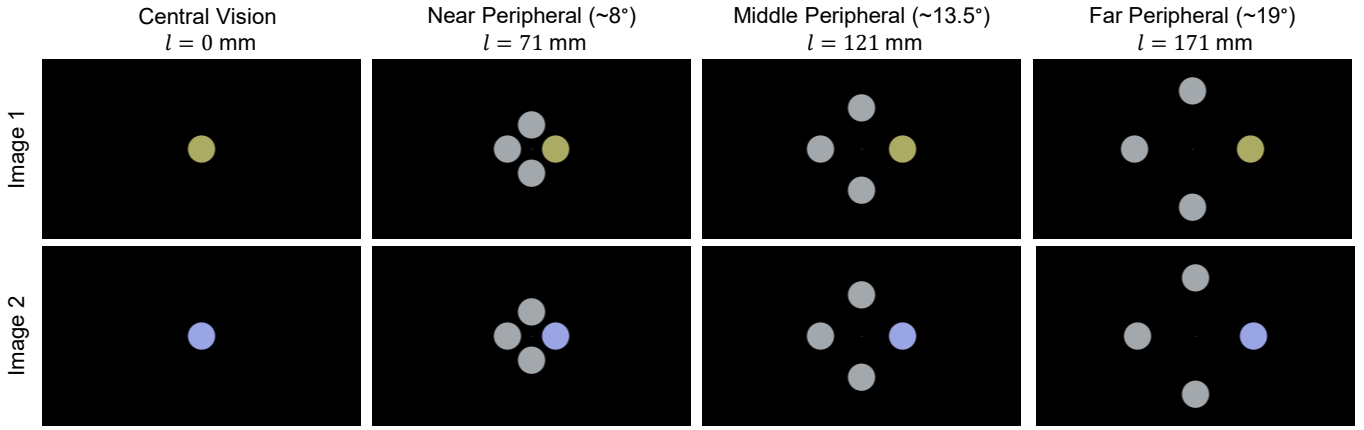 Central Vision
l = 0 mm
Near Peripheral (~8°)
l = 71 mm
Middle Peripheral (~13.5°)
l = 121 mm
Far Peripheral (~19°)
l = 171 mm
Image 1
Image 2